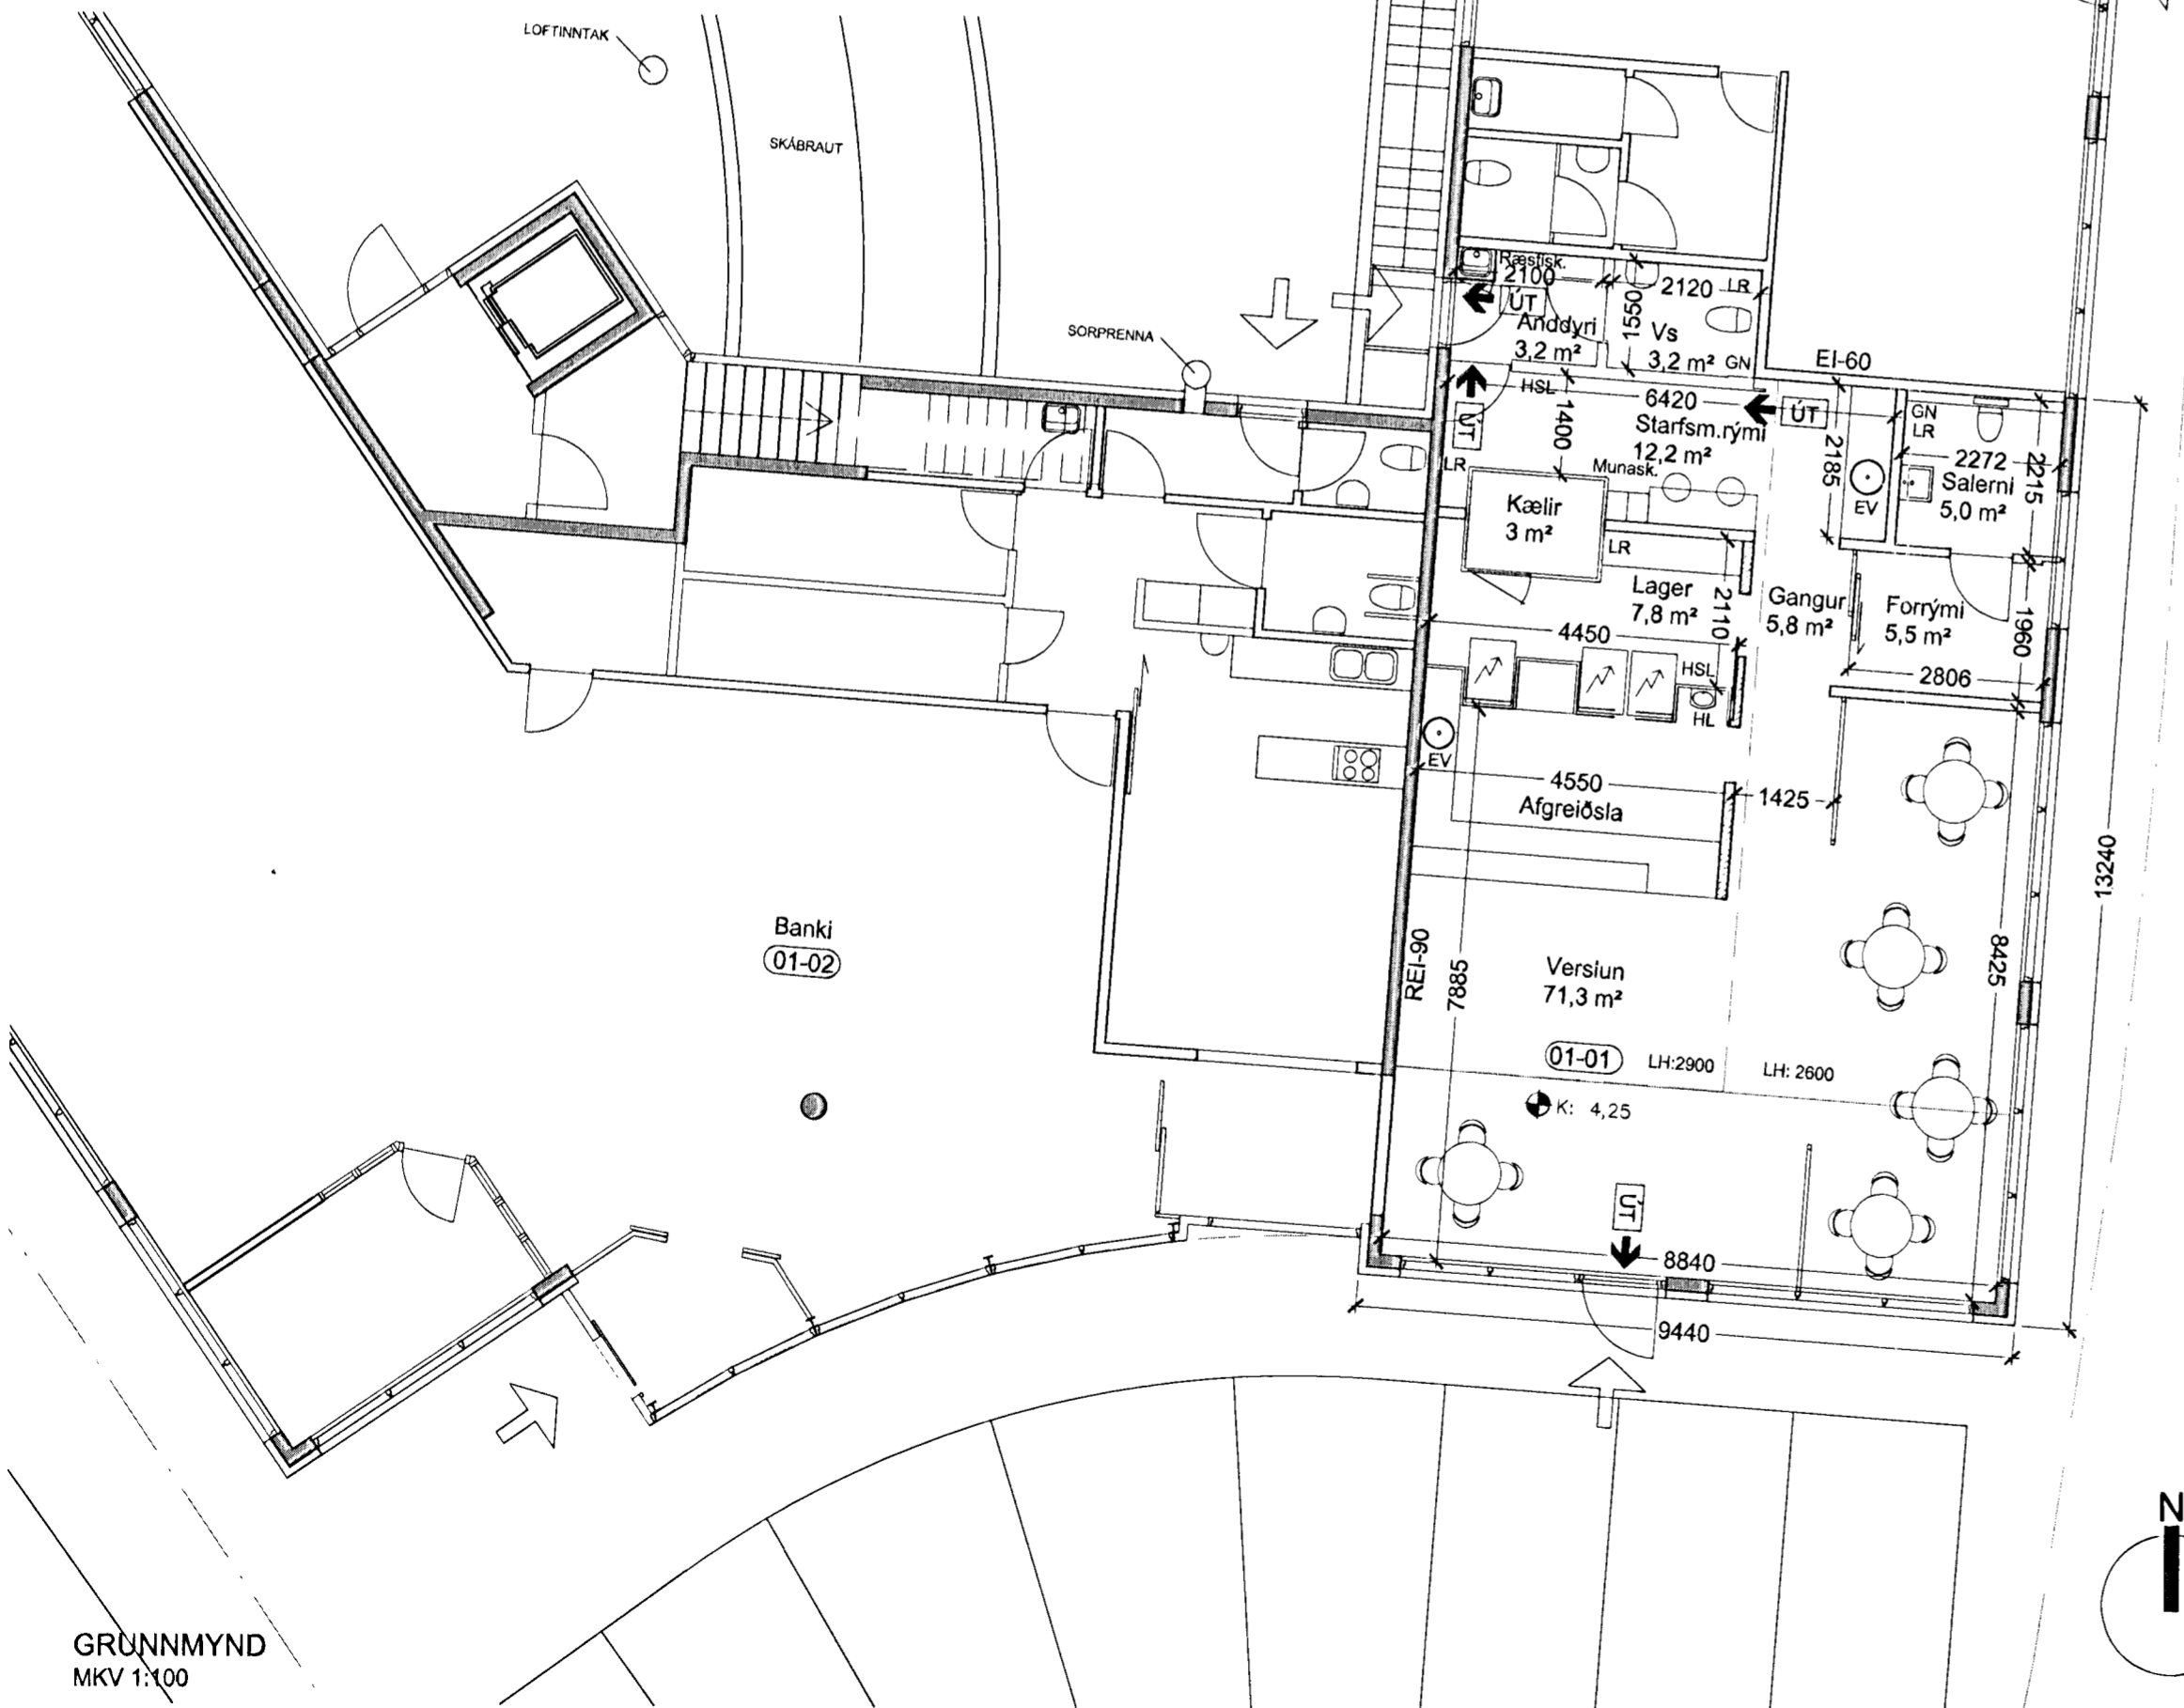 LOFTINNTAK
SKÁBRAUT
SORPRENNA
Ræstisk.
2100
ÚT
Anddyri
3,2 m²
1550
2120
LR
Vs
3,2 m²
GN
EI-60
HSL
ÚT
LR
1400
6420
ÚT
Starfsm.rými
12,2 m²
Munask.
2185
EV
GN
LR
2272
2215
Salerni
5,0 m²
Kælir
3 m²
LR
Lager
7,8 m²
2110
4450
Gangur
5,8 m²
Forrými
5,5 m²
1960
2806
HSL
HL
EV
4550
Afgreiðsla
1425
13240
Banki
01-02
REI-90
7885
Verslun
71,3 m²
8425
01-01
LH:2900
LH: 2600
K: 4,25
ÚT
8840
9440
N
GRUNNMYND
MKV 1:100